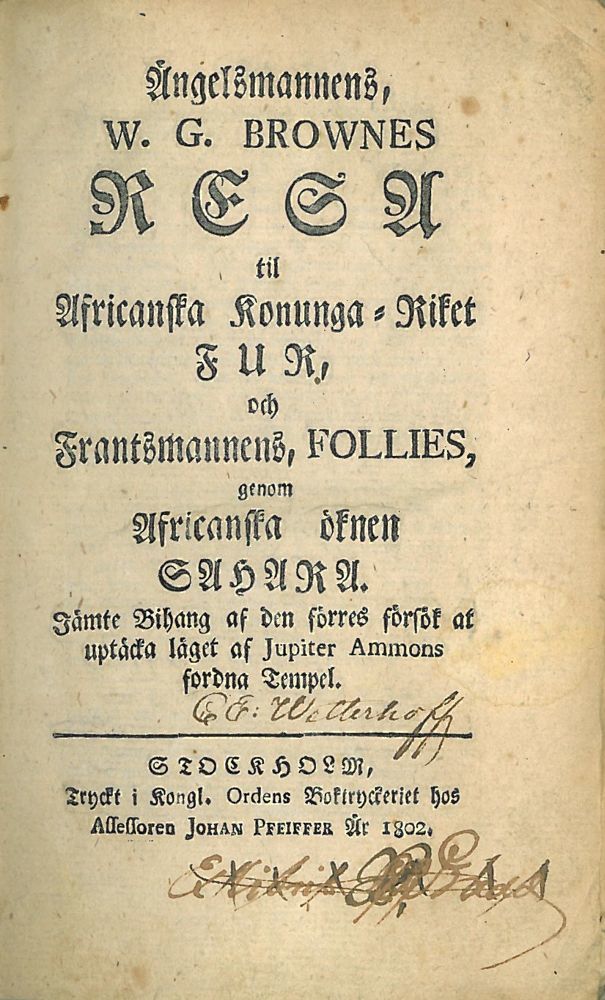 Ängelsmannens,
W. G. BROWNES
RESA
til
Africanska Konunga-Riket
FUR,
och
Frantsmannens, FOLLIES,
genom
Africanska öknen
SAHARA.
Jämte Bihang af den förres försök at
uptäcka läget af Jupiter Ammons
fordna Tempel.
STOCKHOLM,
Tryckt i Kongl. Ordens Boktryckeriet hos
Assessoren JOHAN PFEIFFER År 1802.